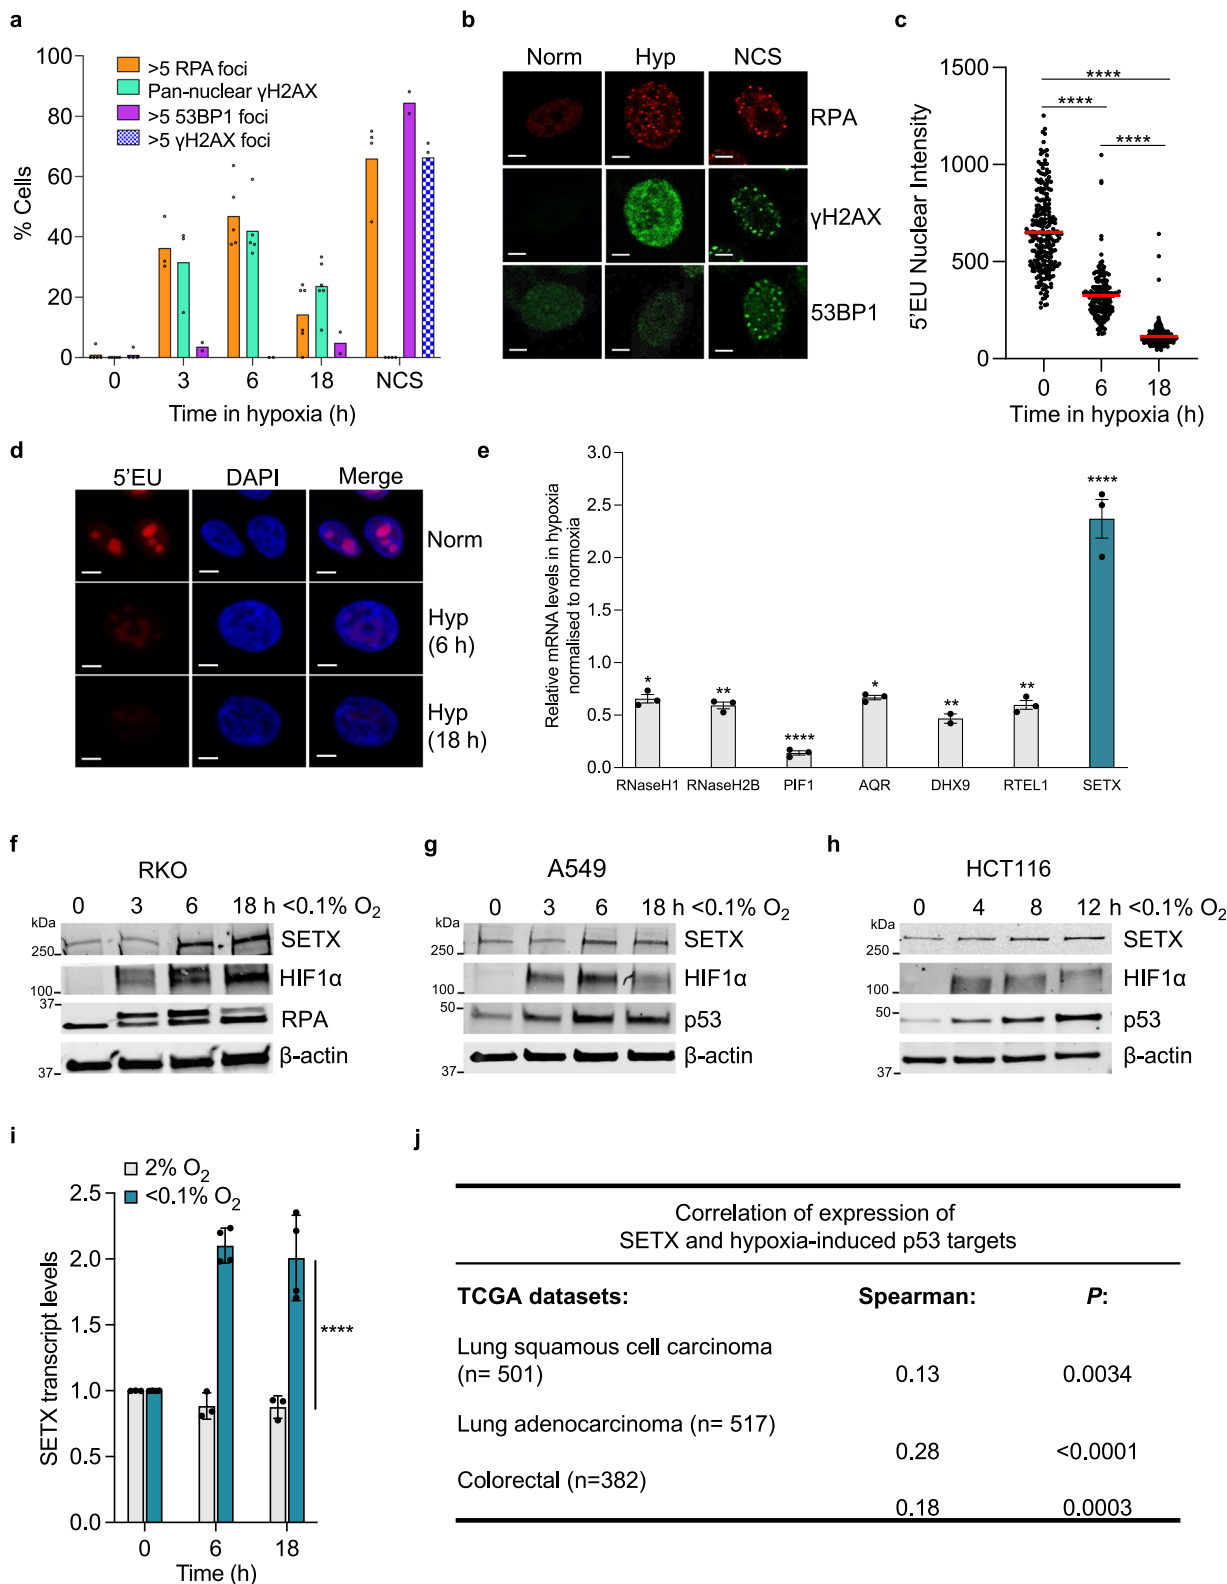 a
100
80
60
40
20
0
% Cells
>5 RPA foci
Pan-nuclear γH2AX
>5 53BP1 foci
>5 γH2AX foci
0 3 6 18 NCS
Time in hypoxia (h)
b
Norm Hyp NCS
RPA
γH2AX
53BP1
c
1500
1000
500
0
5’EU Nuclear Intensity
****
**** ****
0 6 18
Time in hypoxia (h)
d
5’EU DAPI Merge
Norm
Hyp
(6 h)
Hyp
(18 h)
e
3.0
2.5
2.0
1.5
1.0
0.5
0.0
Relative mRNA levels in hypoxia
normalised to normoxia
* ** **** * ** ** ****
RNaseH1 RNaseH2B PIF1 AQR DHX9 RTEL1 SETX
f
RKO
0 3 6 18 h <0.1% O2
kDa
250
100
37
37
SETX
HIF1α
RPA
β-actin
g
A549
0 3 6 18 h <0.1% O2
kDa
250
100
50
37
SETX
HIF1α
p53
β-actin
h
HCT116
0 4 8 12 h <0.1% O2
kDa
250
100
50
37
SETX
HIF1α
p53
β-actin
i
2% O2
<0.1% O2
2.5
2.0
1.5
1.0
0.5
0.0
SETX transcript levels
****
0 6 18
Time (h)
j
Correlation of expression of
SETX and hypoxia-induced p53 targets
TCGA datasets: Spearman: P:
Lung squamous cell carcinoma
(n= 501) 0.13 0.0034
Lung adenocarcinoma (n= 517)
0.28 <0.0001
Colorectal (n=382)
0.18 0.0003